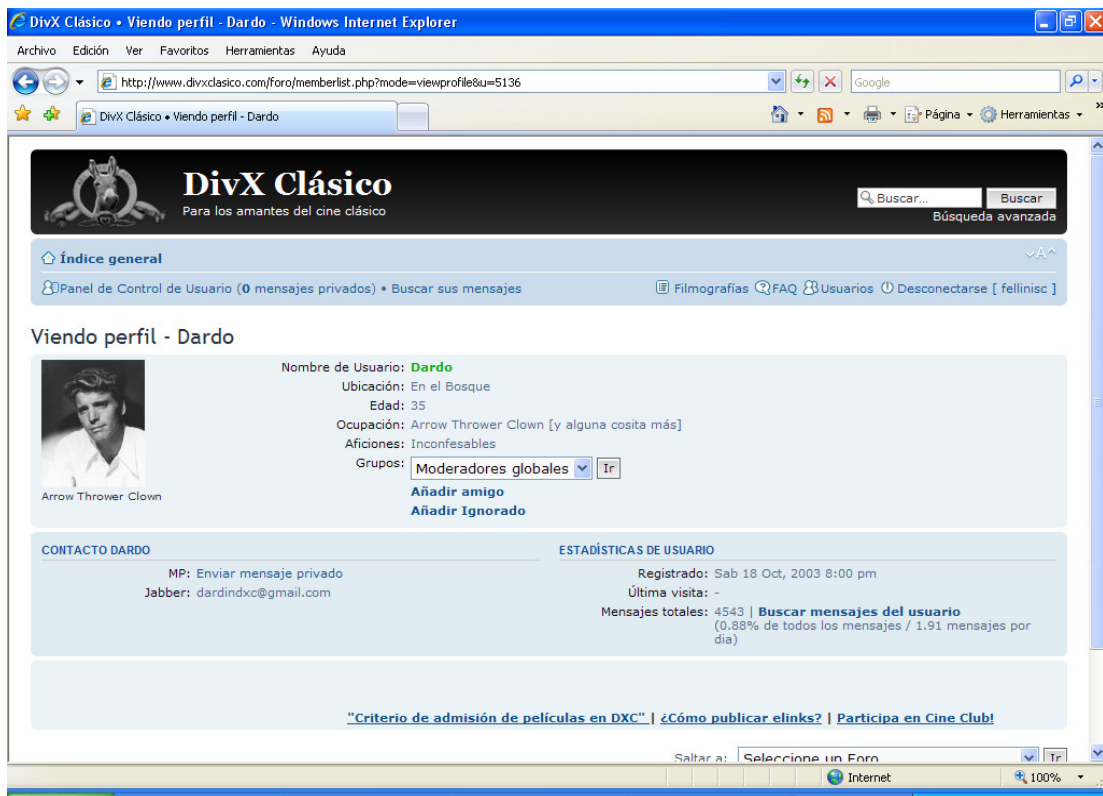 DivX Clásico • Viendo perfil - Dardo - Windows Internet Explorer
Archivo Edición Ver Favoritos Herramientas Ayuda
http://www.divxclasico.com/foro/memberlist.php?mode=viewprofile&u=5136 Google
DivX Clásico • Viendo perfil - Dardo Página Herramientas »
DivX Clásico
Para los amantes del cine clásico
Buscar... Buscar
Búsqueda avanzada
Índice general A
Panel de Control de Usuario (0 mensajes privados) • Buscar sus mensajes Filmografías FAQ Usuarios Desconectarse [ fellinisc ]
Viendo perfil - Dardo
Nombre de Usuario: Dardo
Ubicación: En el Bosque
Edad: 35
Ocupación: Arrow Thrower Clown [y alguna cosita más]
Aficiones: Inconfesables
Grupos: Moderadores globales Ir
Añadir amigo
Añadir Ignorado
Arrow Thrower Clown
CONTACTO DARDO
MP: Enviar mensaje privado
Jabber: dardindxc@gmail.com
ESTADÍSTICAS DE USUARIO
Registrado: Sab 18 Oct, 2003 8:00 pm
Última visita: -
Mensajes totales: 4543 | Buscar mensajes del usuario
(0.88% de todos los mensajes / 1.91 mensajes por
dia)
"Criterio de admisión de películas en DXC" | ¿Cómo publicar elinks? | Participa en Cine Club!
Saltar a: Seleccione un Foro Ir
Internet 100%